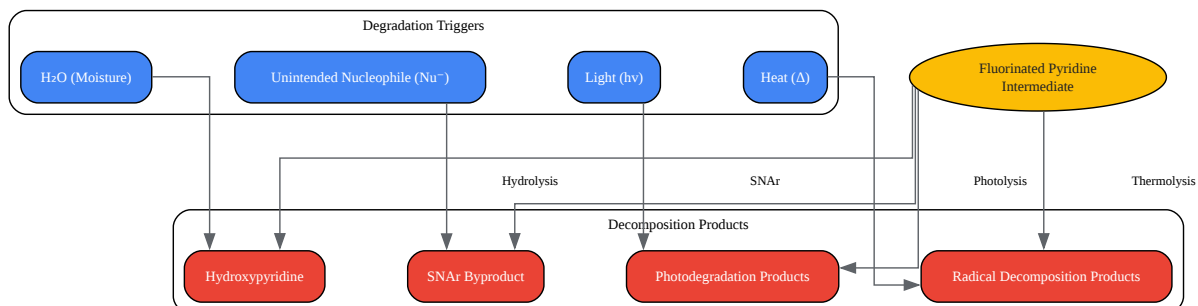 Degradation Triggers
H₂O (Moisture)
Unintended Nucleophile (Nu⁻)
Light (hν)
Heat (Δ)
Fluorinated Pyridine
Intermediate
Hydrolysis
SNAr
Photolysis
Thermolysis
Decomposition Products
Hydroxypyridine
SNAr Byproduct
Photodegradation Products
Radical Decomposition Products